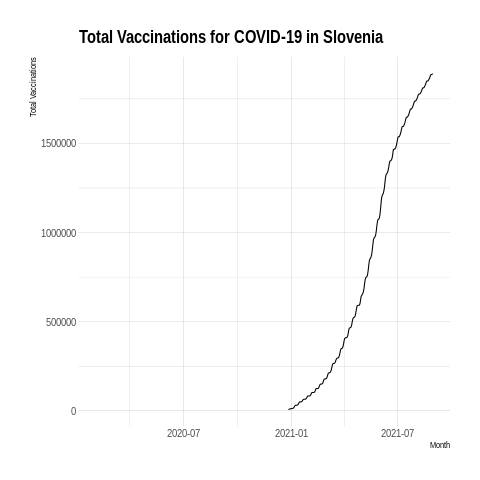 Total Vaccinations for COVID-19 in Slovenia
Total Vaccinations
1500000
1000000
500000
0
2020-07 2021-01 2021-07
Month